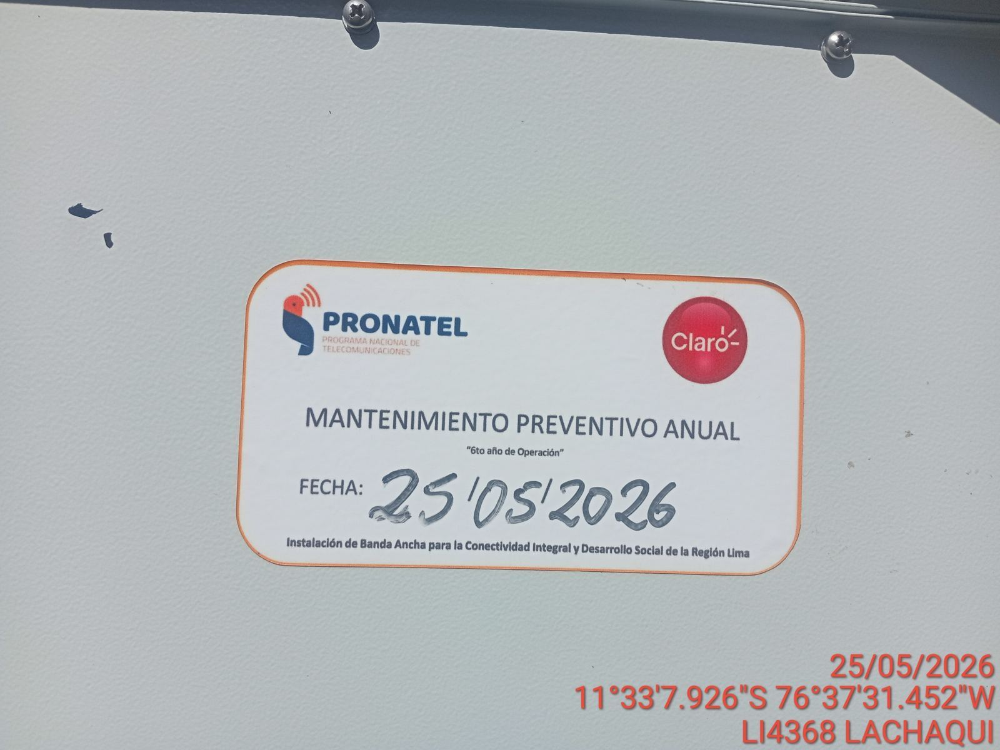 PRONATEL
PROGRAMA NACIONAL DE
TELECOMUNICACIONES
Claro
MANTENIMIENTO PREVENTIVO ANUAL
"6to año de Operación"
FECHA: 25/05/2026
Instalación de Banda Ancha para la Conectividad Integral y Desarrollo Social de la Región Lima
25/05/2026
11°33'7.926"S 76°37'31.452"W
LI4368 LACHAQUI